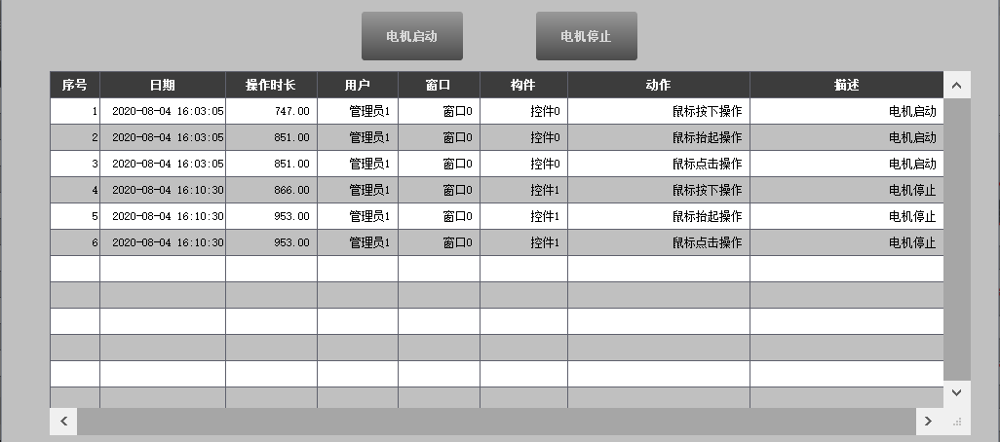 电机启动 电机停止
序号 日期 操作时长 用户 窗口 构件 动作 描述
1 2020-08-04 16:03:05 747.00 管理员1 窗口0 控件0 鼠标按下操作 电机启动
2 2020-08-04 16:03:05 851.00 管理员1 窗口0 控件0 鼠标抬起操作 电机启动
3 2020-08-04 16:03:05 851.00 管理员1 窗口0 控件0 鼠标点击操作 电机启动
4 2020-08-04 16:10:30 866.00 管理员1 窗口0 控件1 鼠标按下操作 电机停止
5 2020-08-04 16:10:30 953.00 管理员1 窗口0 控件1 鼠标抬起操作 电机停止
6 2020-08-04 16:10:30 953.00 管理员1 窗口0 控件1 鼠标点击操作 电机停止